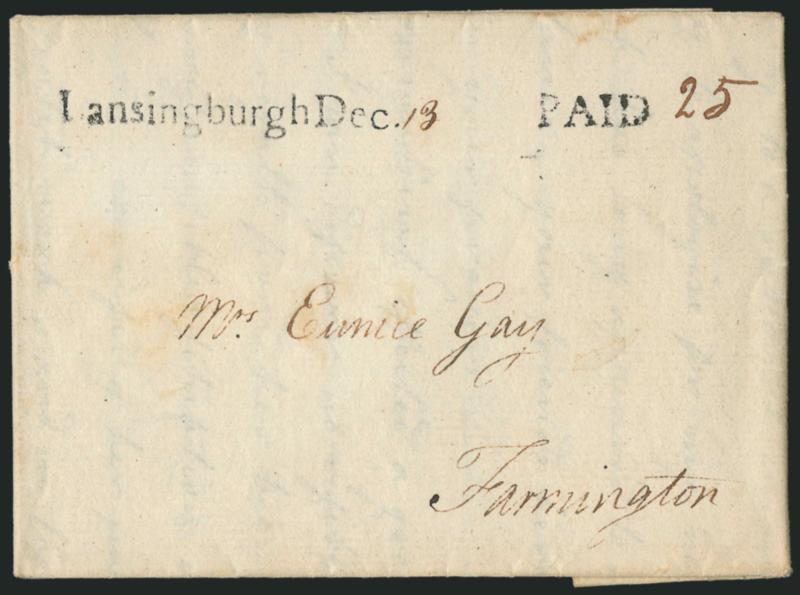 Lansingburgh Dec. 13 PAID 25
Mrs Eunice Gay
Farmington